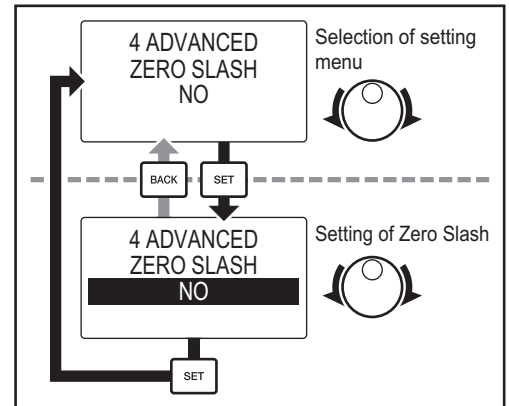 4 ADVANCED
ZERO SLASH
NO
Selection of setting
menu
BACK
SET
4 ADVANCED
ZERO SLASH
NO
Setting of Zero Slash
SET